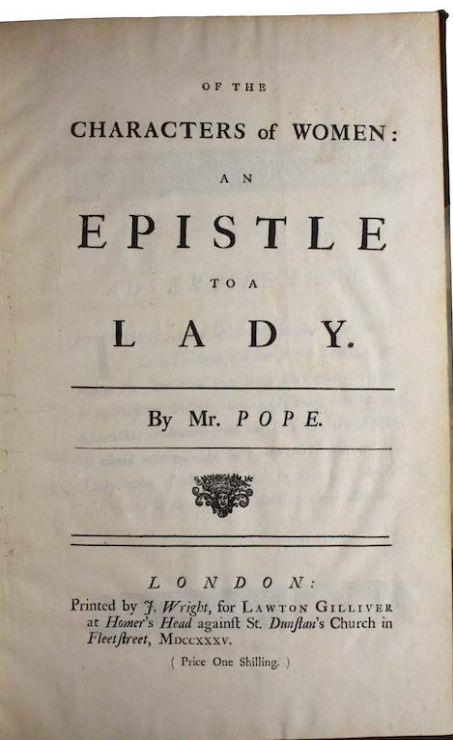 OF THE
CHARACTERS of WOMEN:
AN
EPISTLE
TO A
LADY.
By Mr. POPE.
LONDON:
Printed by J. Wright, for LAWTON GILLIVER
at Homer's Head againſt St. Dunſtan's Church in
Fleetſtreet, MDCCXXXV.
( Price One Shilling. )